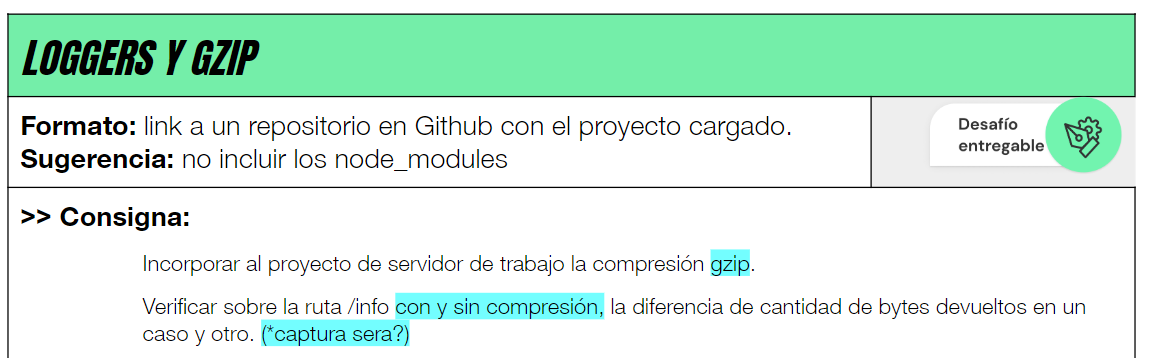 LOGGERS Y GZIP
Formato: link a un repositorio en Github con el proyecto cargado.
Sugerencia: no incluir los node_modules
Desafío
entregable
>> Consigna:
Incorporar al proyecto de servidor de trabajo la compresión gzip.
Verificar sobre la ruta /info con y sin compresión, la diferencia de cantidad de bytes devueltos en un
caso y otro. (*captura sera?)